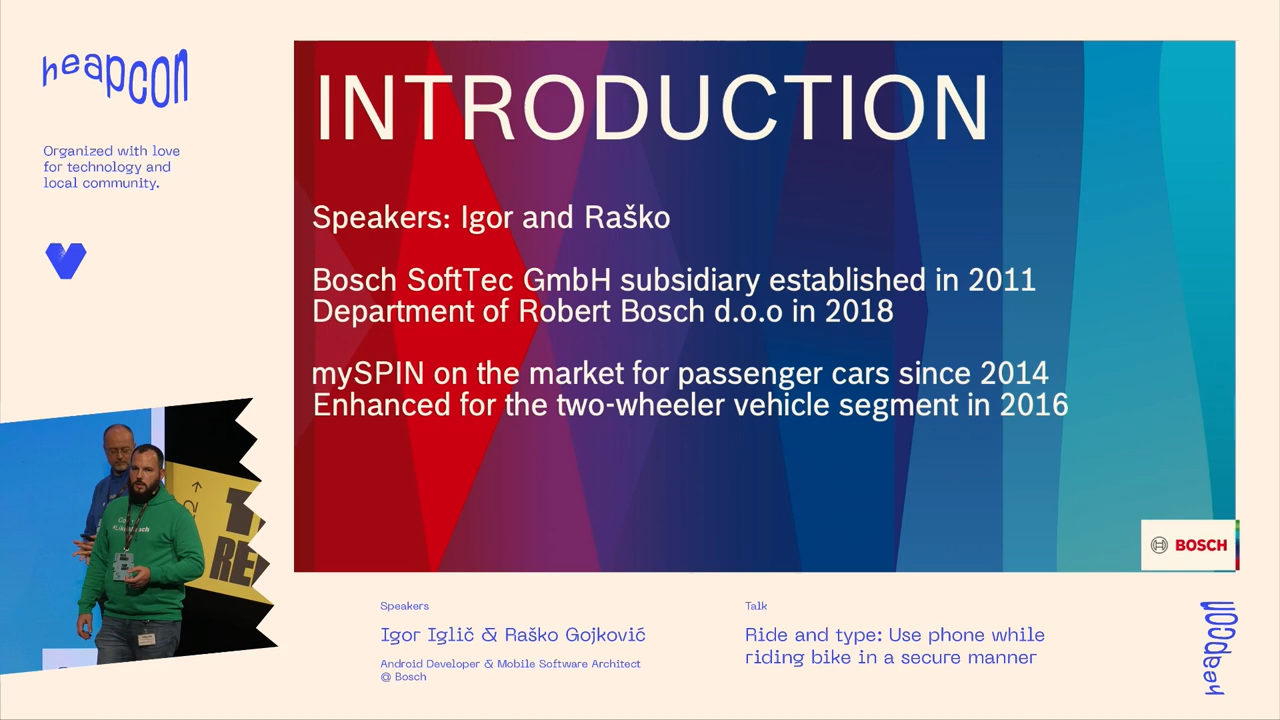 heapcon
Organized with love
for technology and
local community.
INTRODUCTION
Speakers: Igor and Raško
Bosch SoftTec GmbH subsidiary established in 2011
Department of Robert Bosch d.o.o in 2018
mySPIN on the market for passenger cars since 2014
Enhanced for the two-wheeler vehicle segment in 2016
BOSCH
Speakers
Igor Iglič & Raško Gojković
Android Developer & Mobile Software Architect
@ Bosch
Talk
Ride and type: Use phone while
riding bike in a secure manner
heapcon